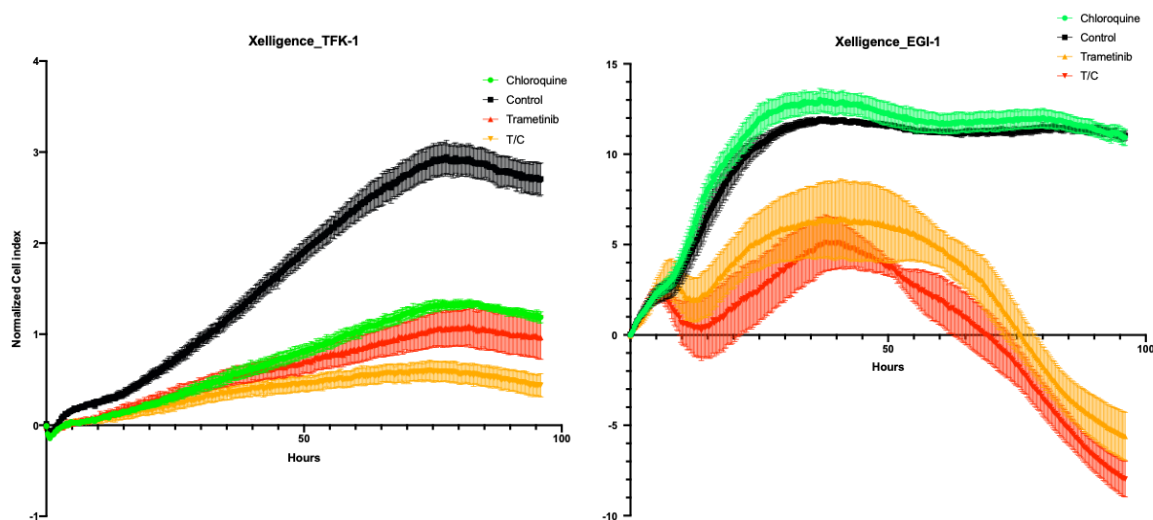 Xelligence_TFK-1
4
3
2
1
0
-1
Normalized Cell index
50
100
Hours
Chloroquine
Control
Trametinib
T/C
Xelligence_EGI-1
15
10
5
0
-5
-10
50
100
Hours
Chloroquine
Control
Trametinib
T/C